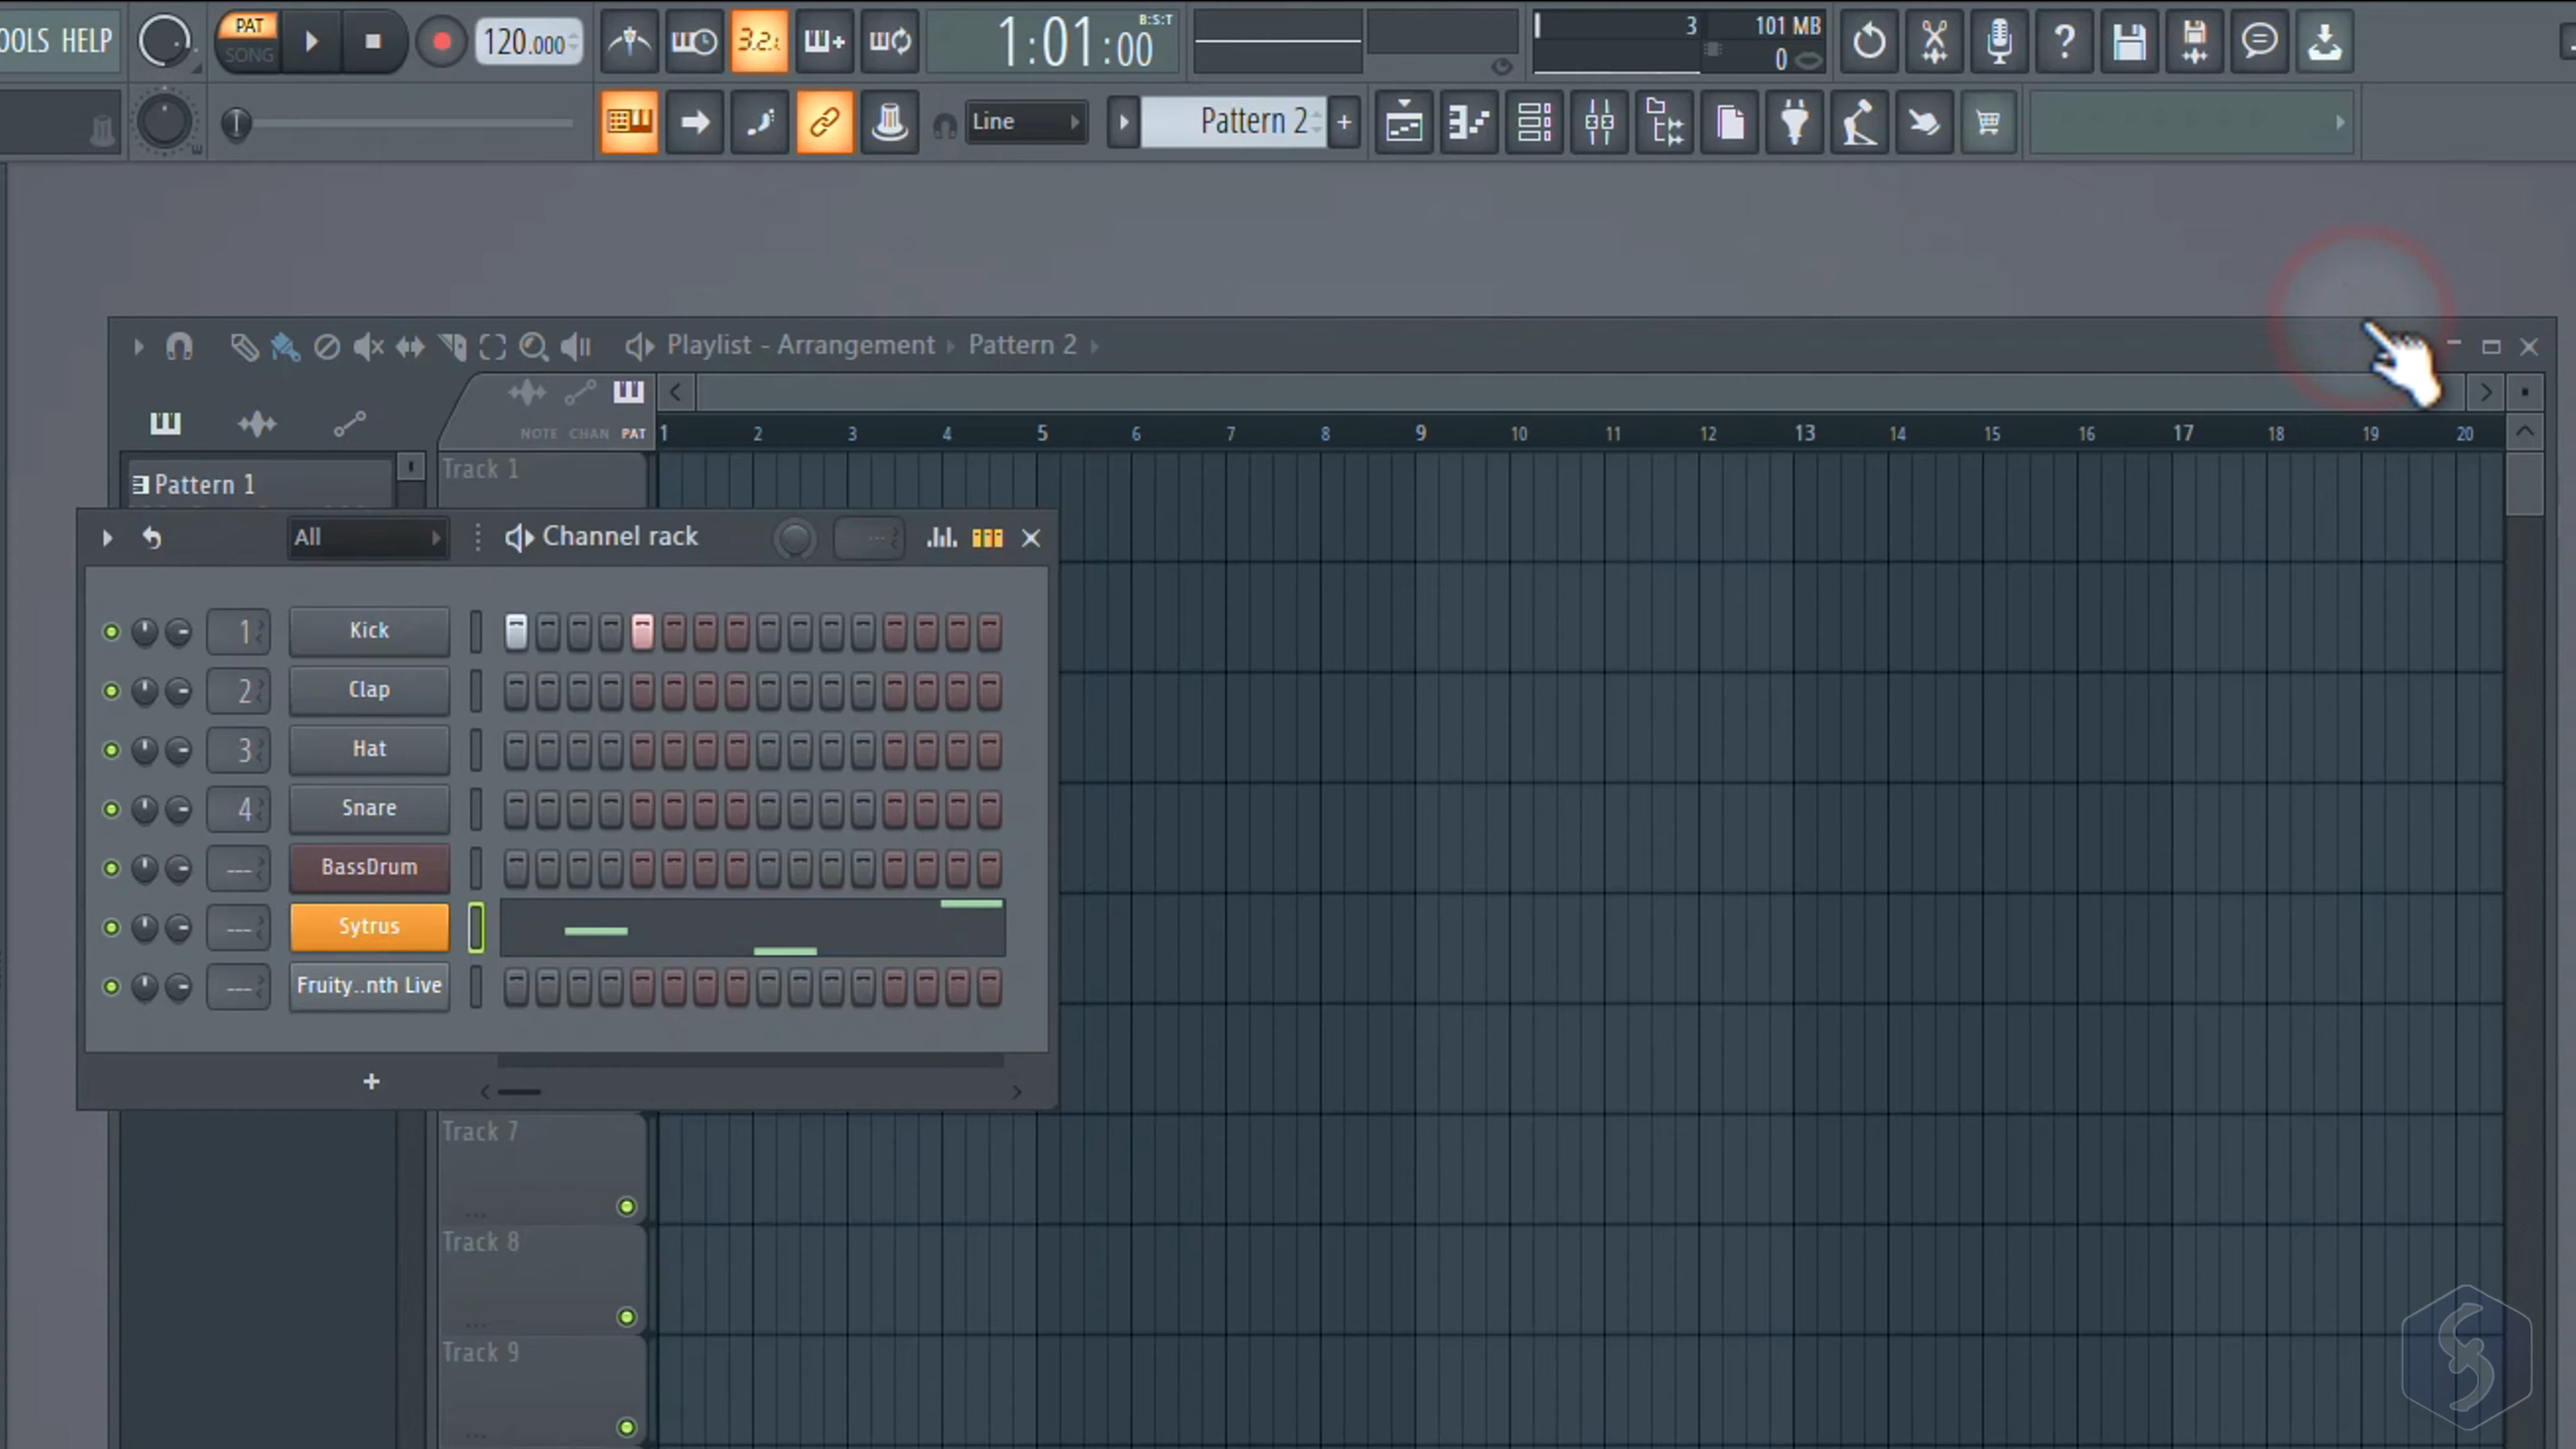 OOLS HELP
PAT
SONG
120.000
3.2.1
1:01:00
B:S:T
3
101 MB
0
Line
Pattern 2
+
Playlist - Arrangement › Pattern 2 ›
NOTE CHAN PAT
1 2 3 4 5 6 7 8 9 10 11 12 13 14 15 16 17 18 19 20
Pattern 1
Track 1
All
Channel rack
---
1 Kick
2 Clap
3 Hat
4 Snare
--- BassDrum
--- Sytrus
--- Fruity..nth Live
+
Track 7
...
Track 8
...
Track 9
...